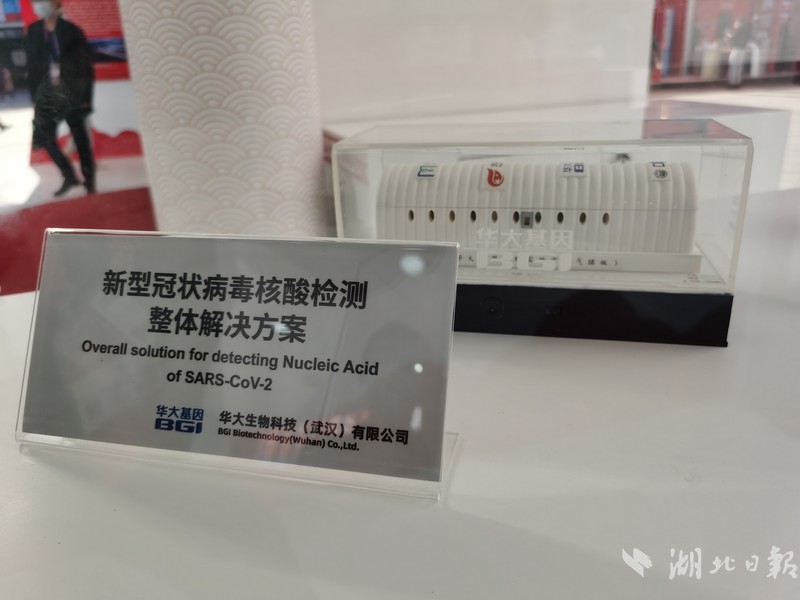 新型冠状病毒核酸检测
整体解决方案
Overall solution for detecting Nucleic Acid
of SARS-CoV-2
华大基因
BGI
华大生物科技（武汉）有限公司
BGI Biotechnology(Wuhan) Co.,Ltd.
华大基因
BGI
湖北日報